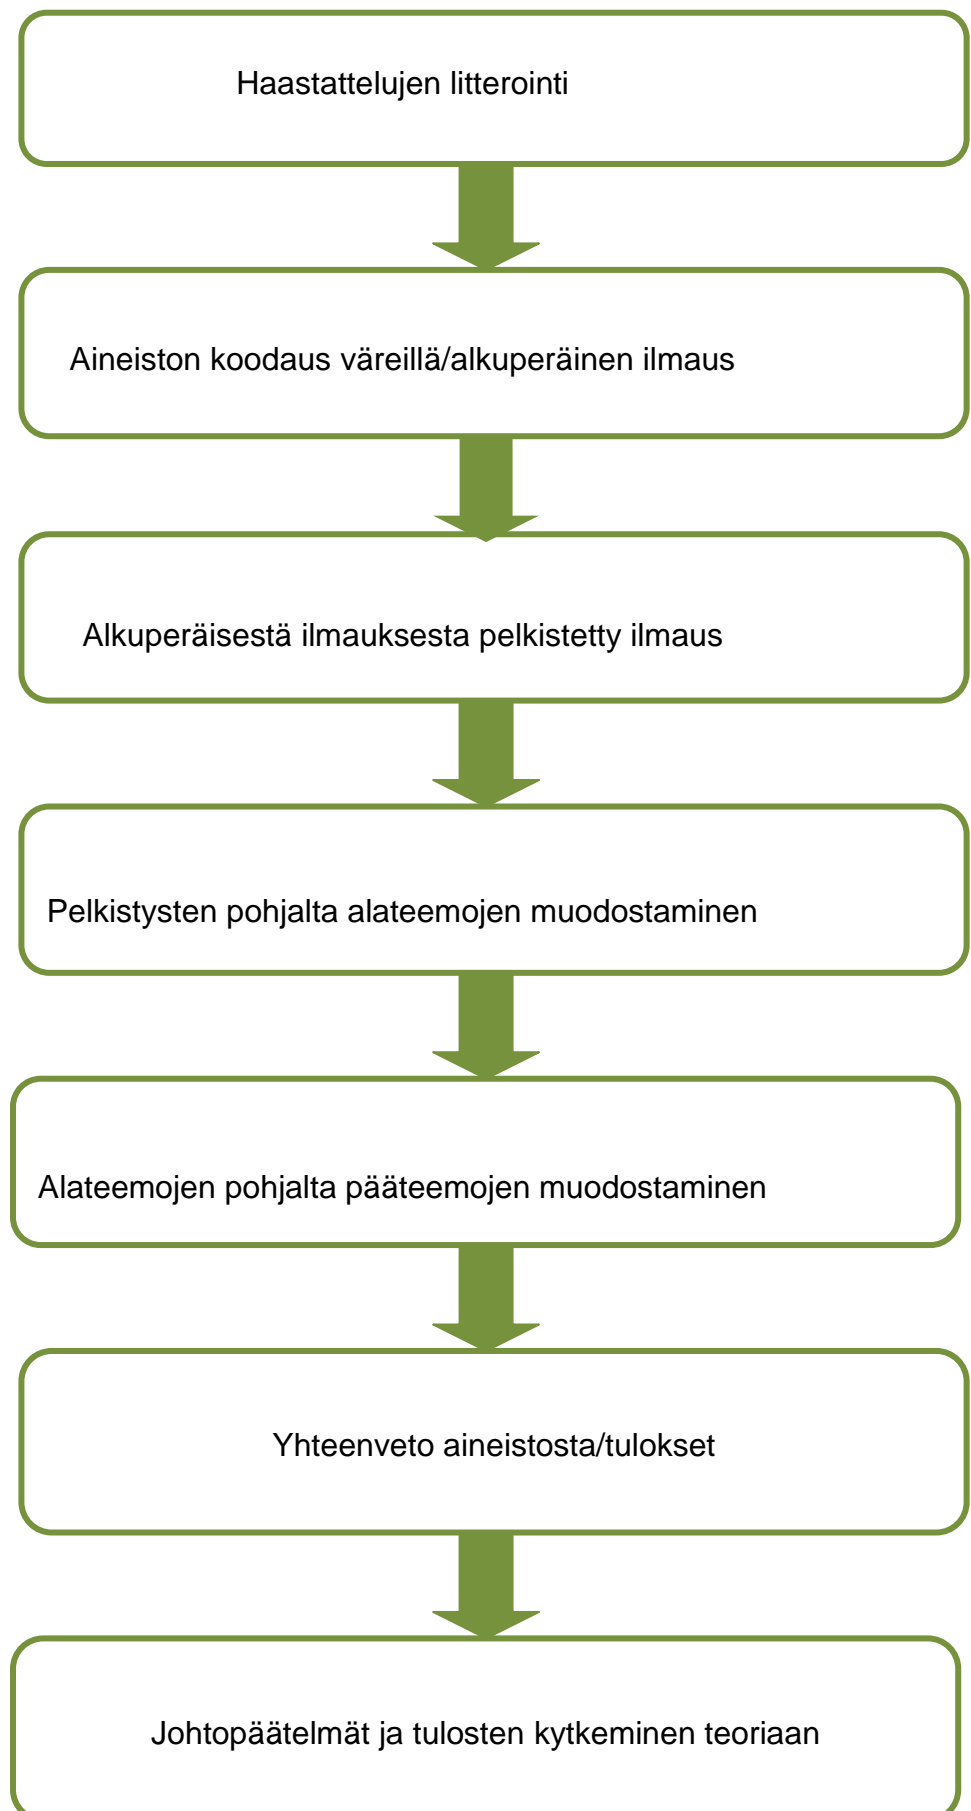 Haastattelujen litterointi
Aineiston koodaus väreillä/alkuperäinen ilmaus
Alkuperäisestä ilmauksesta pelkistetty ilmaus
Pelkistysten pohjalta alateemojen muodostaminen
Alateemojen pohjalta pääteemojen muodostaminen
Yhteenveto aineistosta/tulokset
Johtopäätelmät ja tulosten kytkeminen teoriaan